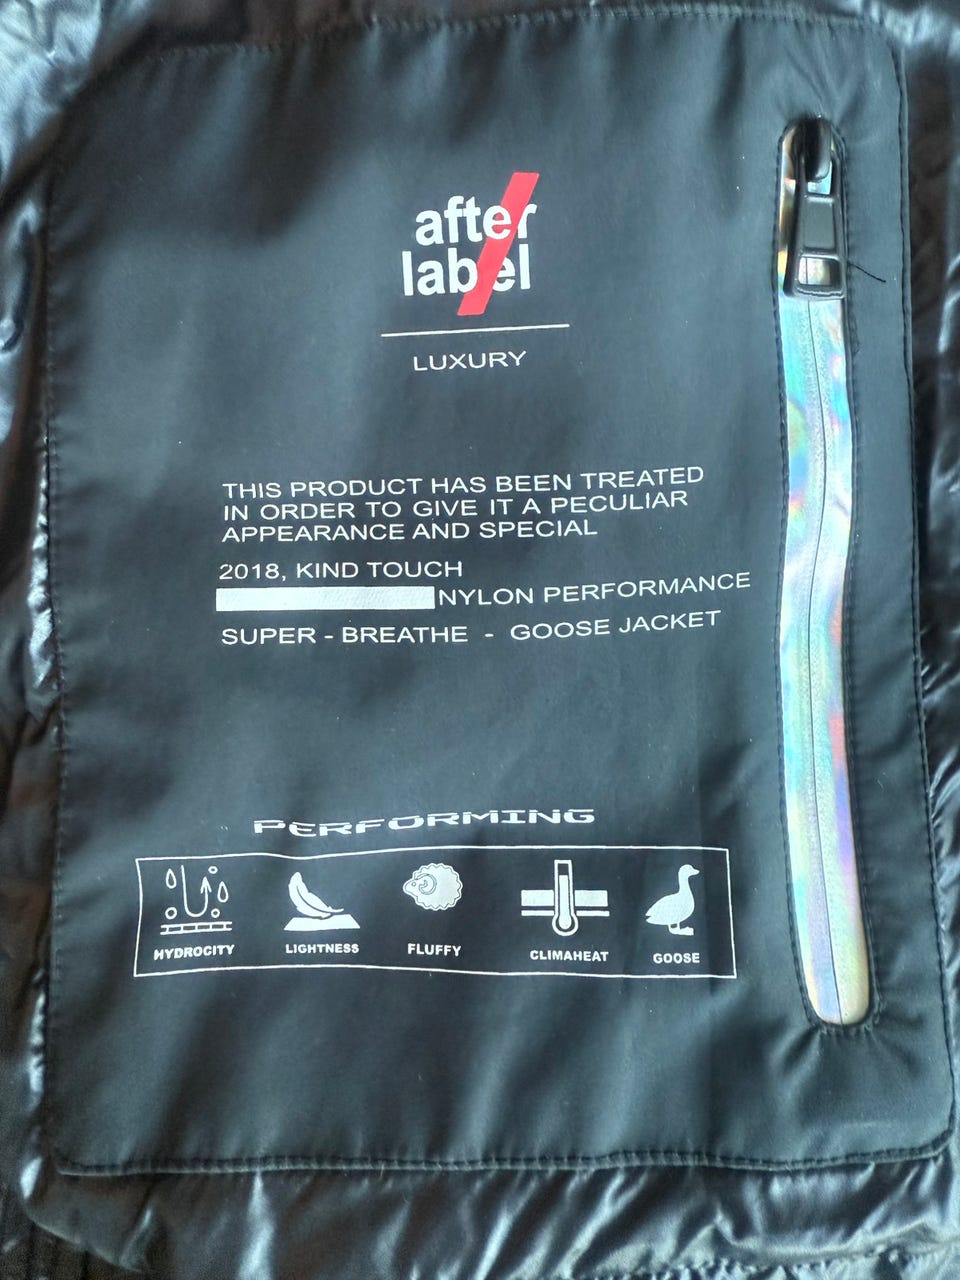 after
label
LUXURY
THIS PRODUCT HAS BEEN TREATED
IN ORDER TO GIVE IT A PECULIAR
APPEARANCE AND SPECIAL
2018, KIND TOUCH
NYLON PERFORMANCE
SUPER - BREATHE - GOOSE JACKET
PERFORMING
HYDROCITY LIGHTNESS FLUFFY CLIMAHEAT GOOSE